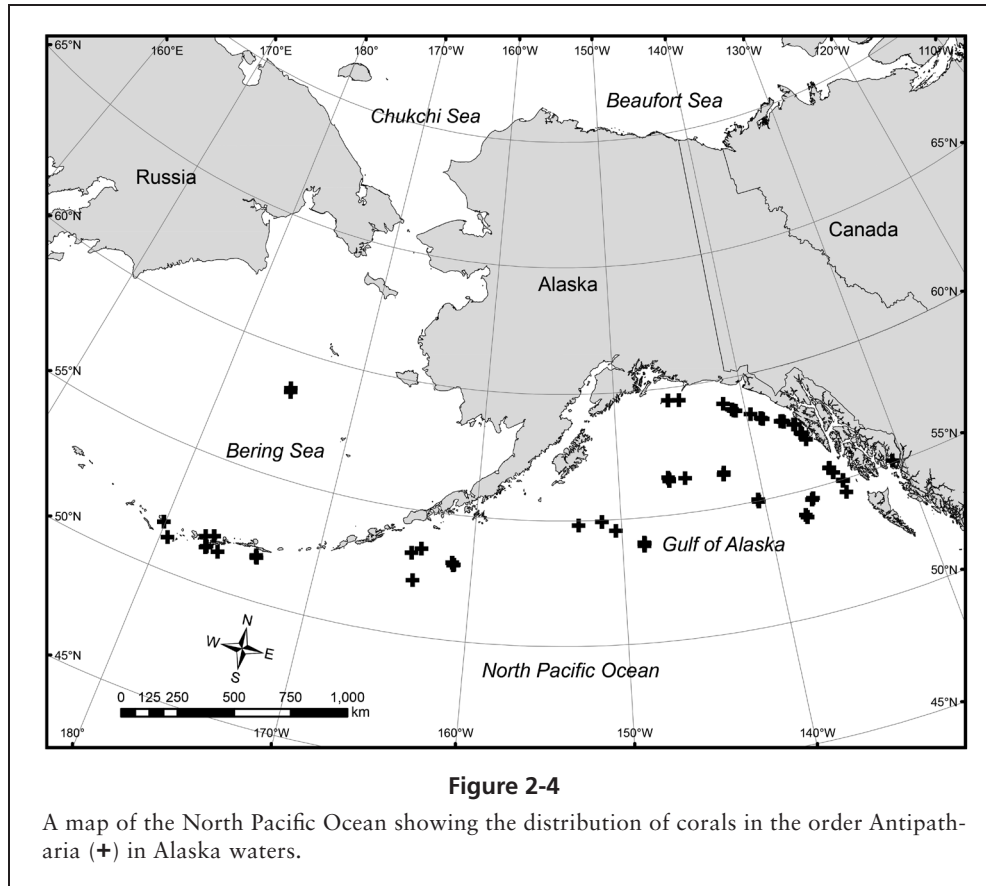 160°E 170°E 180° 170°W 160°W 150°W 140°W 130°W 120°W 110°W
65°N
Chukchi Sea
Beaufort Sea
65°N
Russia
60°N
Canada
Alaska
60°N
55°N
55°N
Bering Sea
50°N
Gulf of Alaska
50°N
N
W
E
S
45°N
North Pacific Ocean
0 125 250 500 750 1,000
km
45°N
180° 170°W 160°W 150°W 140°W
Figure 2-4
A map of the North Pacific Ocean showing the distribution of corals in the order Antipath-
aria (+) in Alaska waters.